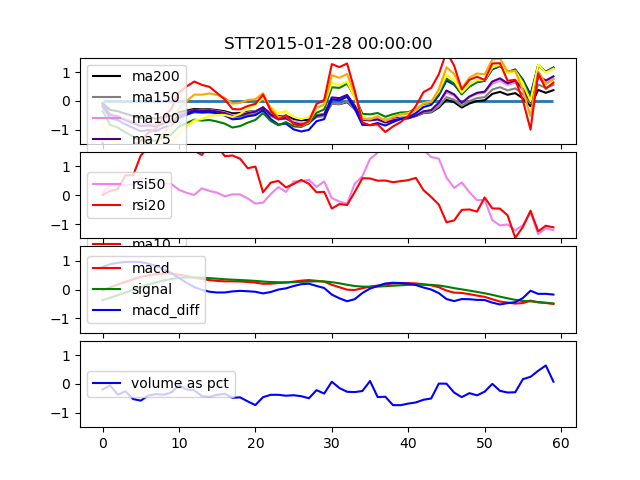 STT2015-01-28 00:00:00
1
0
−1
ma200
ma150
ma100
ma75
1
0
−1
rsi50
rsi20
ma10
1
0
−1
macd
signal
macd_diff
1
0
−1
volume as pct
0 10 20 30 40 50 60